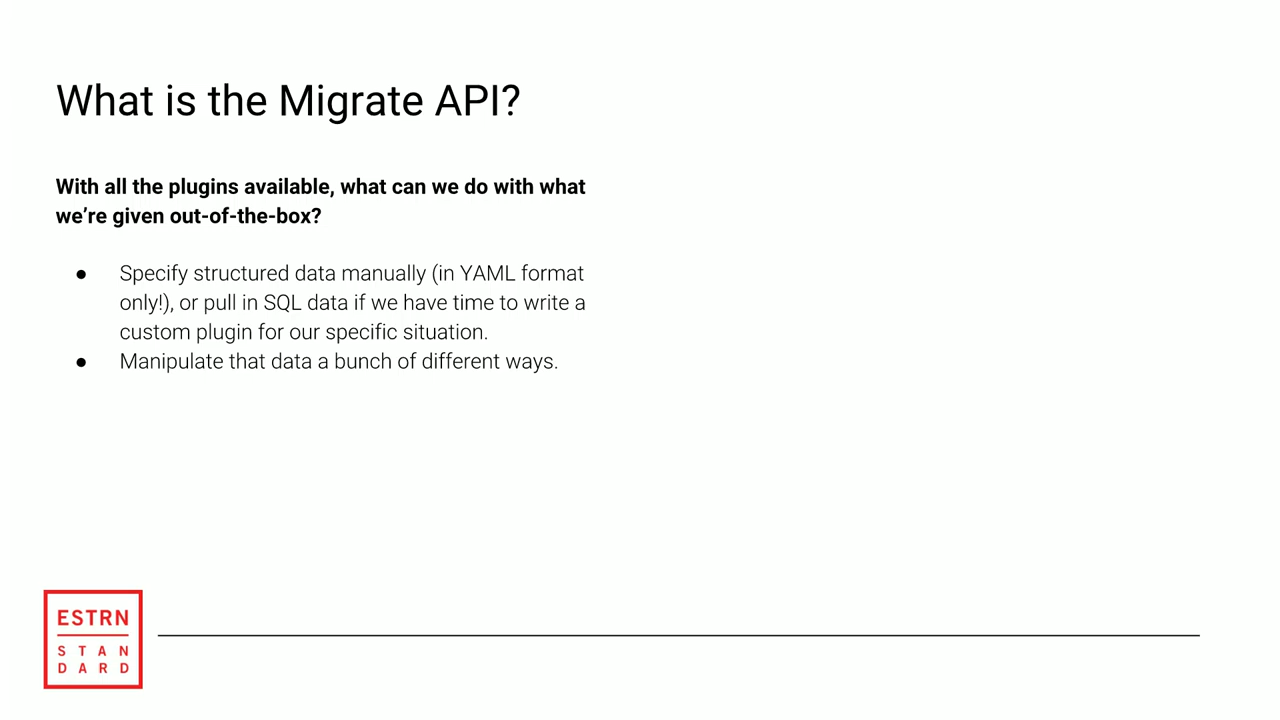 What is the Migrate API?
With all the plugins available, what can we do with what
we’re given out-of-the-box?
● Specify structured data manually (in YAML format
only!), or pull in SQL data if we have time to write a
custom plugin for our specific situation.
● Manipulate that data a bunch of different ways.
ESTRN
STAN
DARD